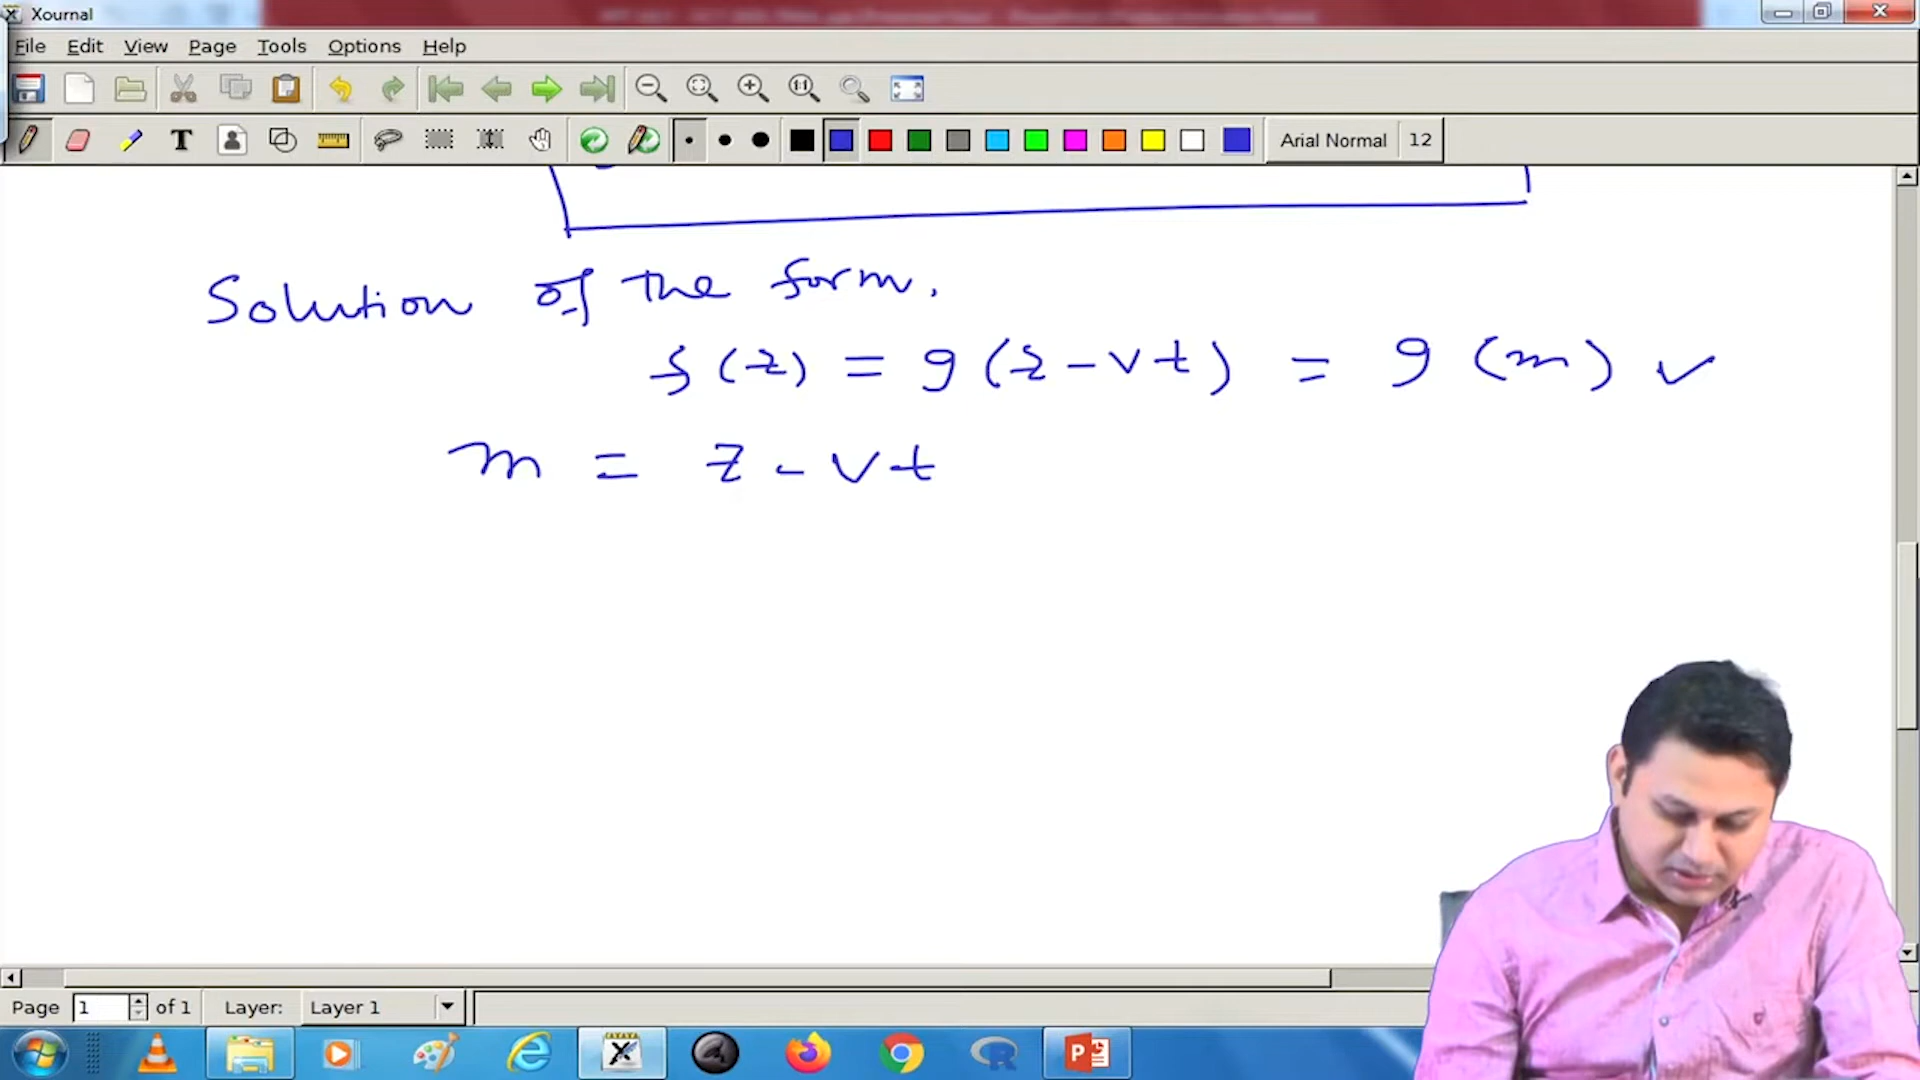 Xournal
File Edit View Page Tools Options Help
Arial Normal 12
Solution of the form.
f(z) = g(z-vt) = g(m) ✓
m = z-vt
Page 1 of 1 Layer: Layer 1